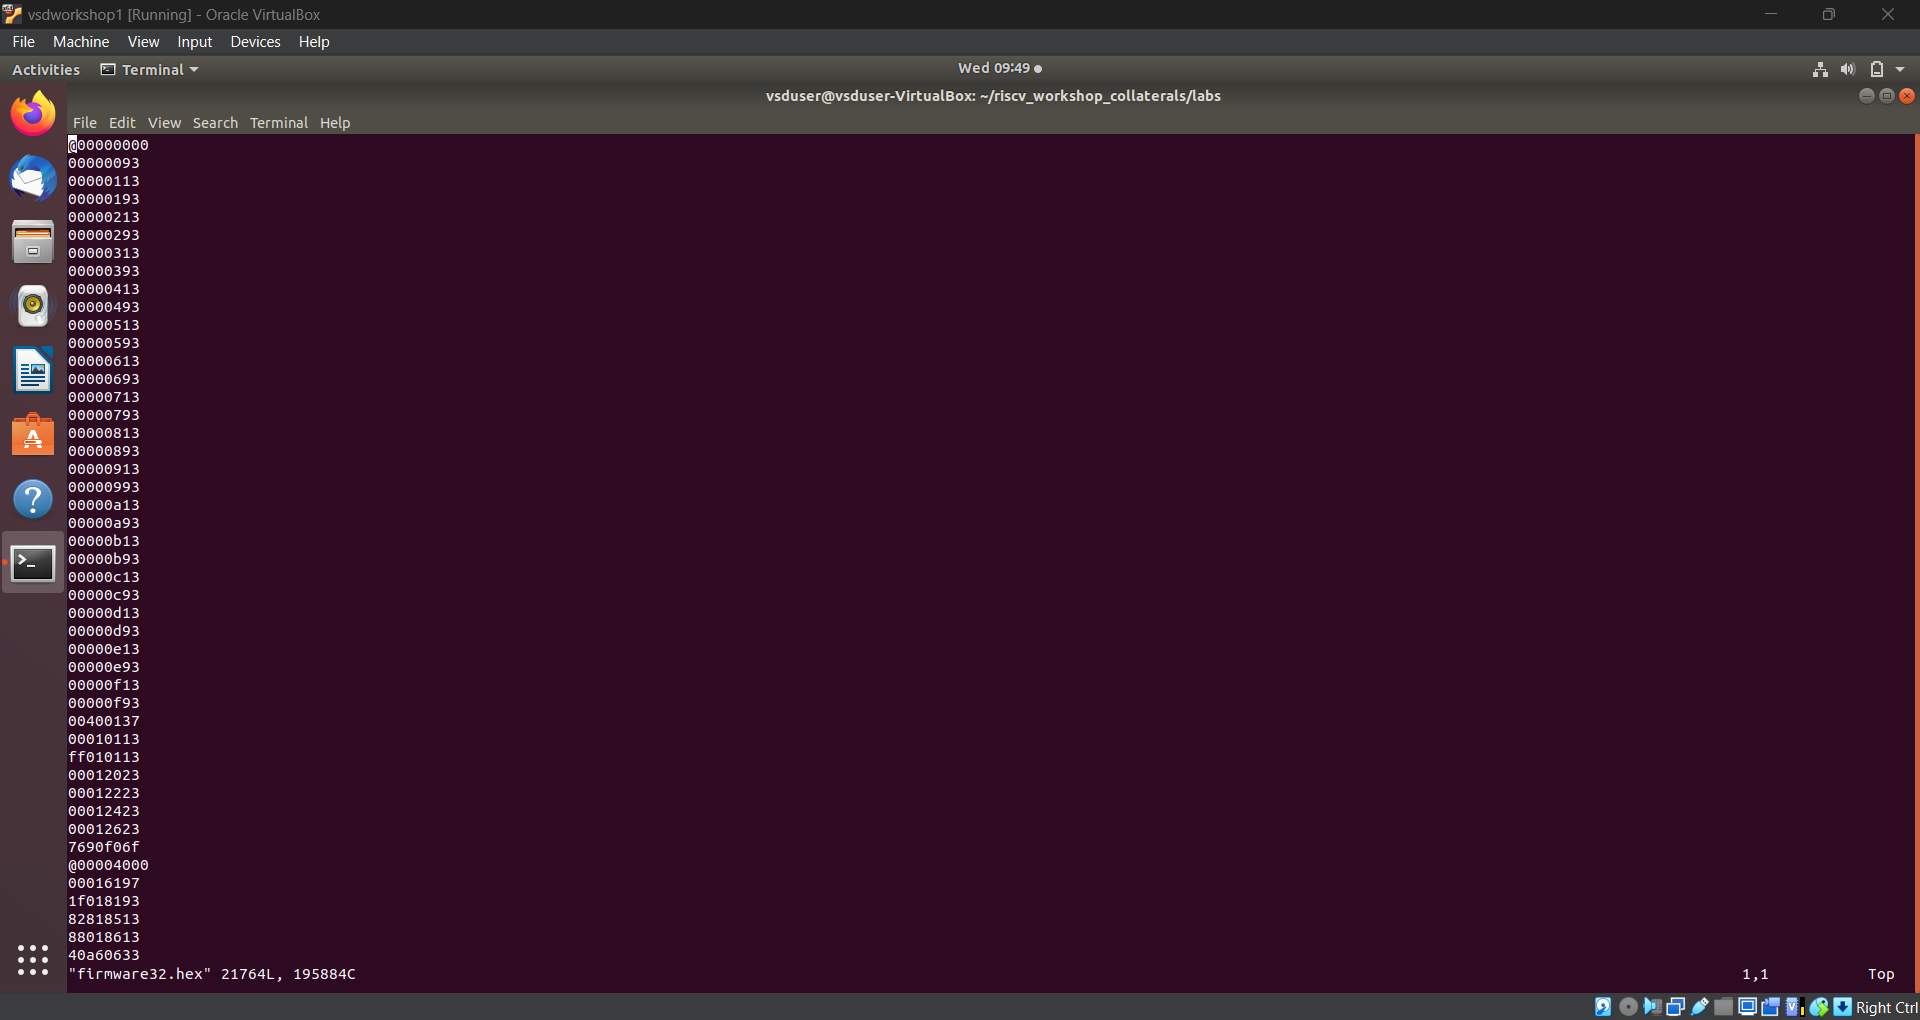 vsdworkshop1 [Running] - Oracle VirtualBox
File Machine View Input Devices Help
Activities Terminal Wed 09:49
vsduser@vsduser-VirtualBox: ~/riscv_workshop_collaterals/labs
File Edit View Search Terminal Help
@00000000
00000093
00000113
00000193
00000213
00000293
00000313
00000393
00000413
00000493
00000513
00000593
00000613
00000693
00000713
00000793
00000813
00000893
00000913
00000993
00000a13
00000a93
00000b13
00000b93
00000c13
00000c93
00000d13
00000d93
00000e13
00000e93
00000f13
00000f93
00400137
00010113
ff010113
00012023
00012223
00012423
00012623
7690f06f
@00004000
00016197
1f018193
82818513
88018613
40a60633
"firmware32.hex" 21764L, 195884C 1,1 Top
Right Ctrl